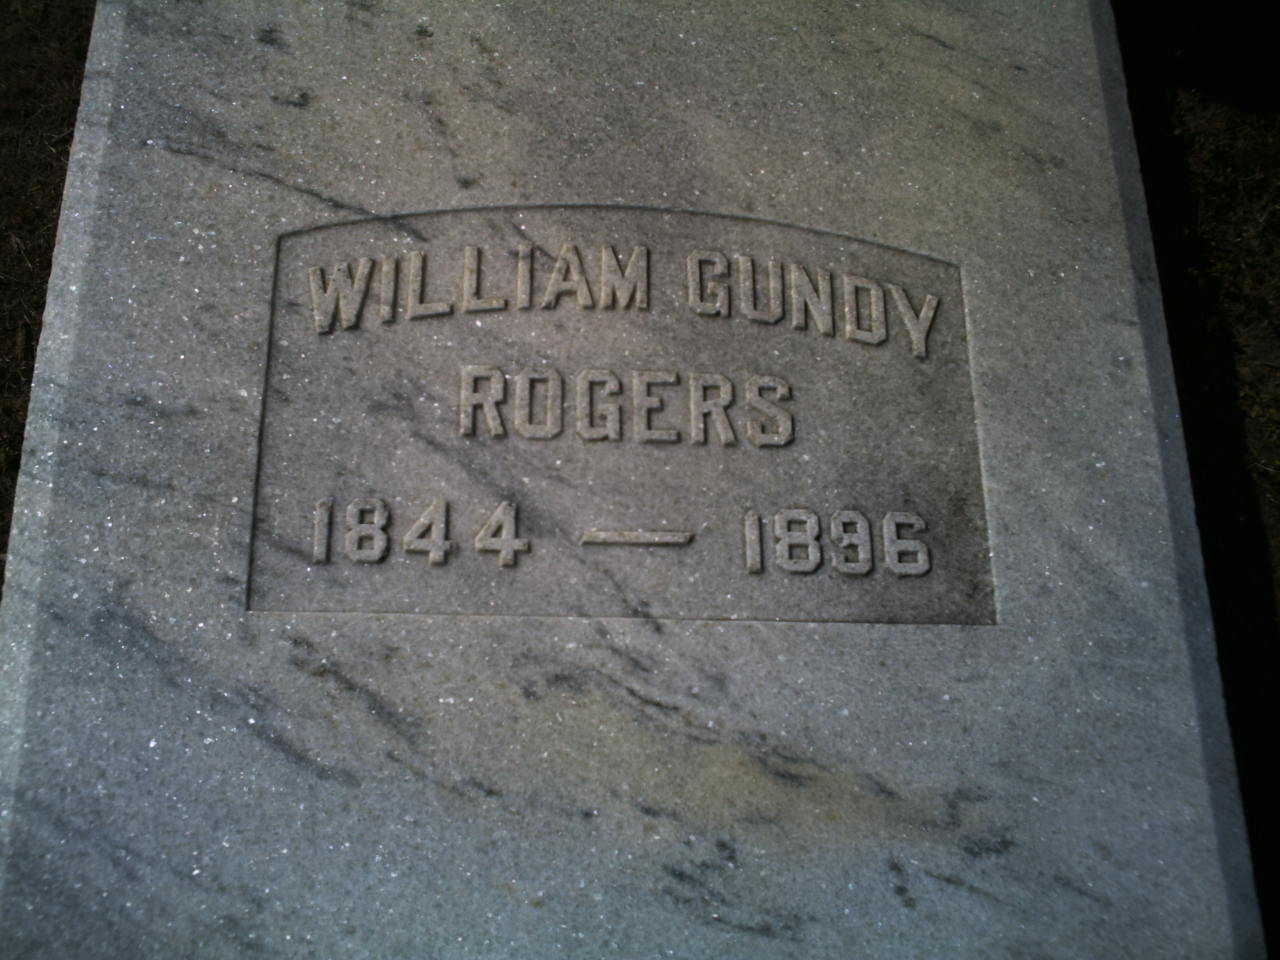 WILLIAM GUNDY
ROGERS
1844 — 1896